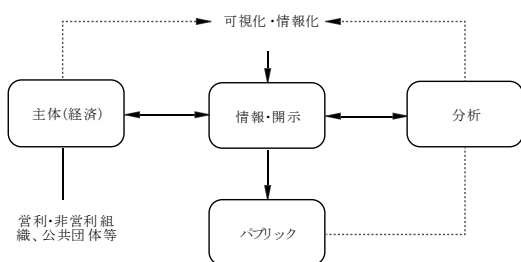 可視化・情報化
主体(経済)
情報・開示
分析
営利・非営利組
織、公共団体等
パブリック